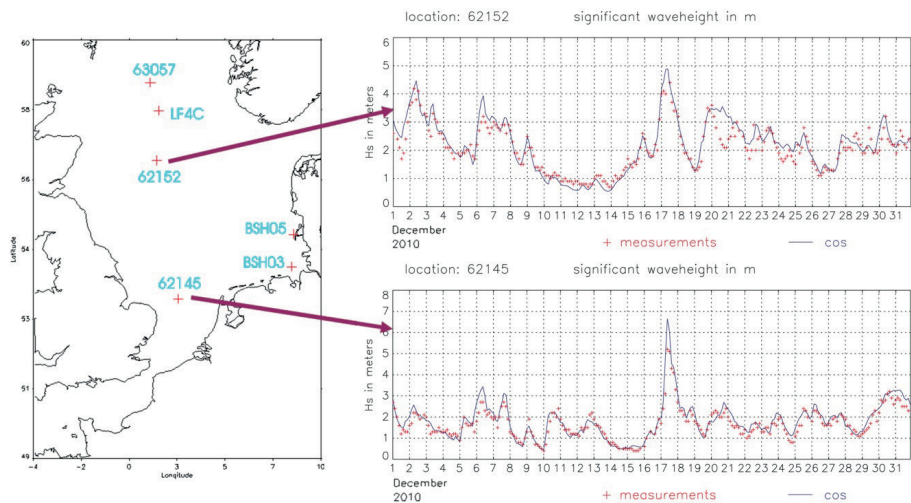 60
58
56
54
53
51
49
-4
0
3
5
7
10
Latitude
Longitude
63057
LF4C
62152
BSH05
BSH03
62145
location: 62152 significant waveheight in m
6
5
4
3
2
1
0
Hs in meters
1 2 3 4 5 6 7 8 9 10 11 12 13 14 15 16 17 18 19 20 21 22 23 24 25 26 27 28 29 30 31
December
2010
+ measurements cos
location: 62145 significant waveheight in m
8
7
6
5
4
3
2
1
0
Hs in meters
1 2 3 4 5 6 7 8 9 10 11 12 13 14 15 16 17 18 19 20 21 22 23 24 25 26 27 28 29 30 31
December
2010
+ measurements cos